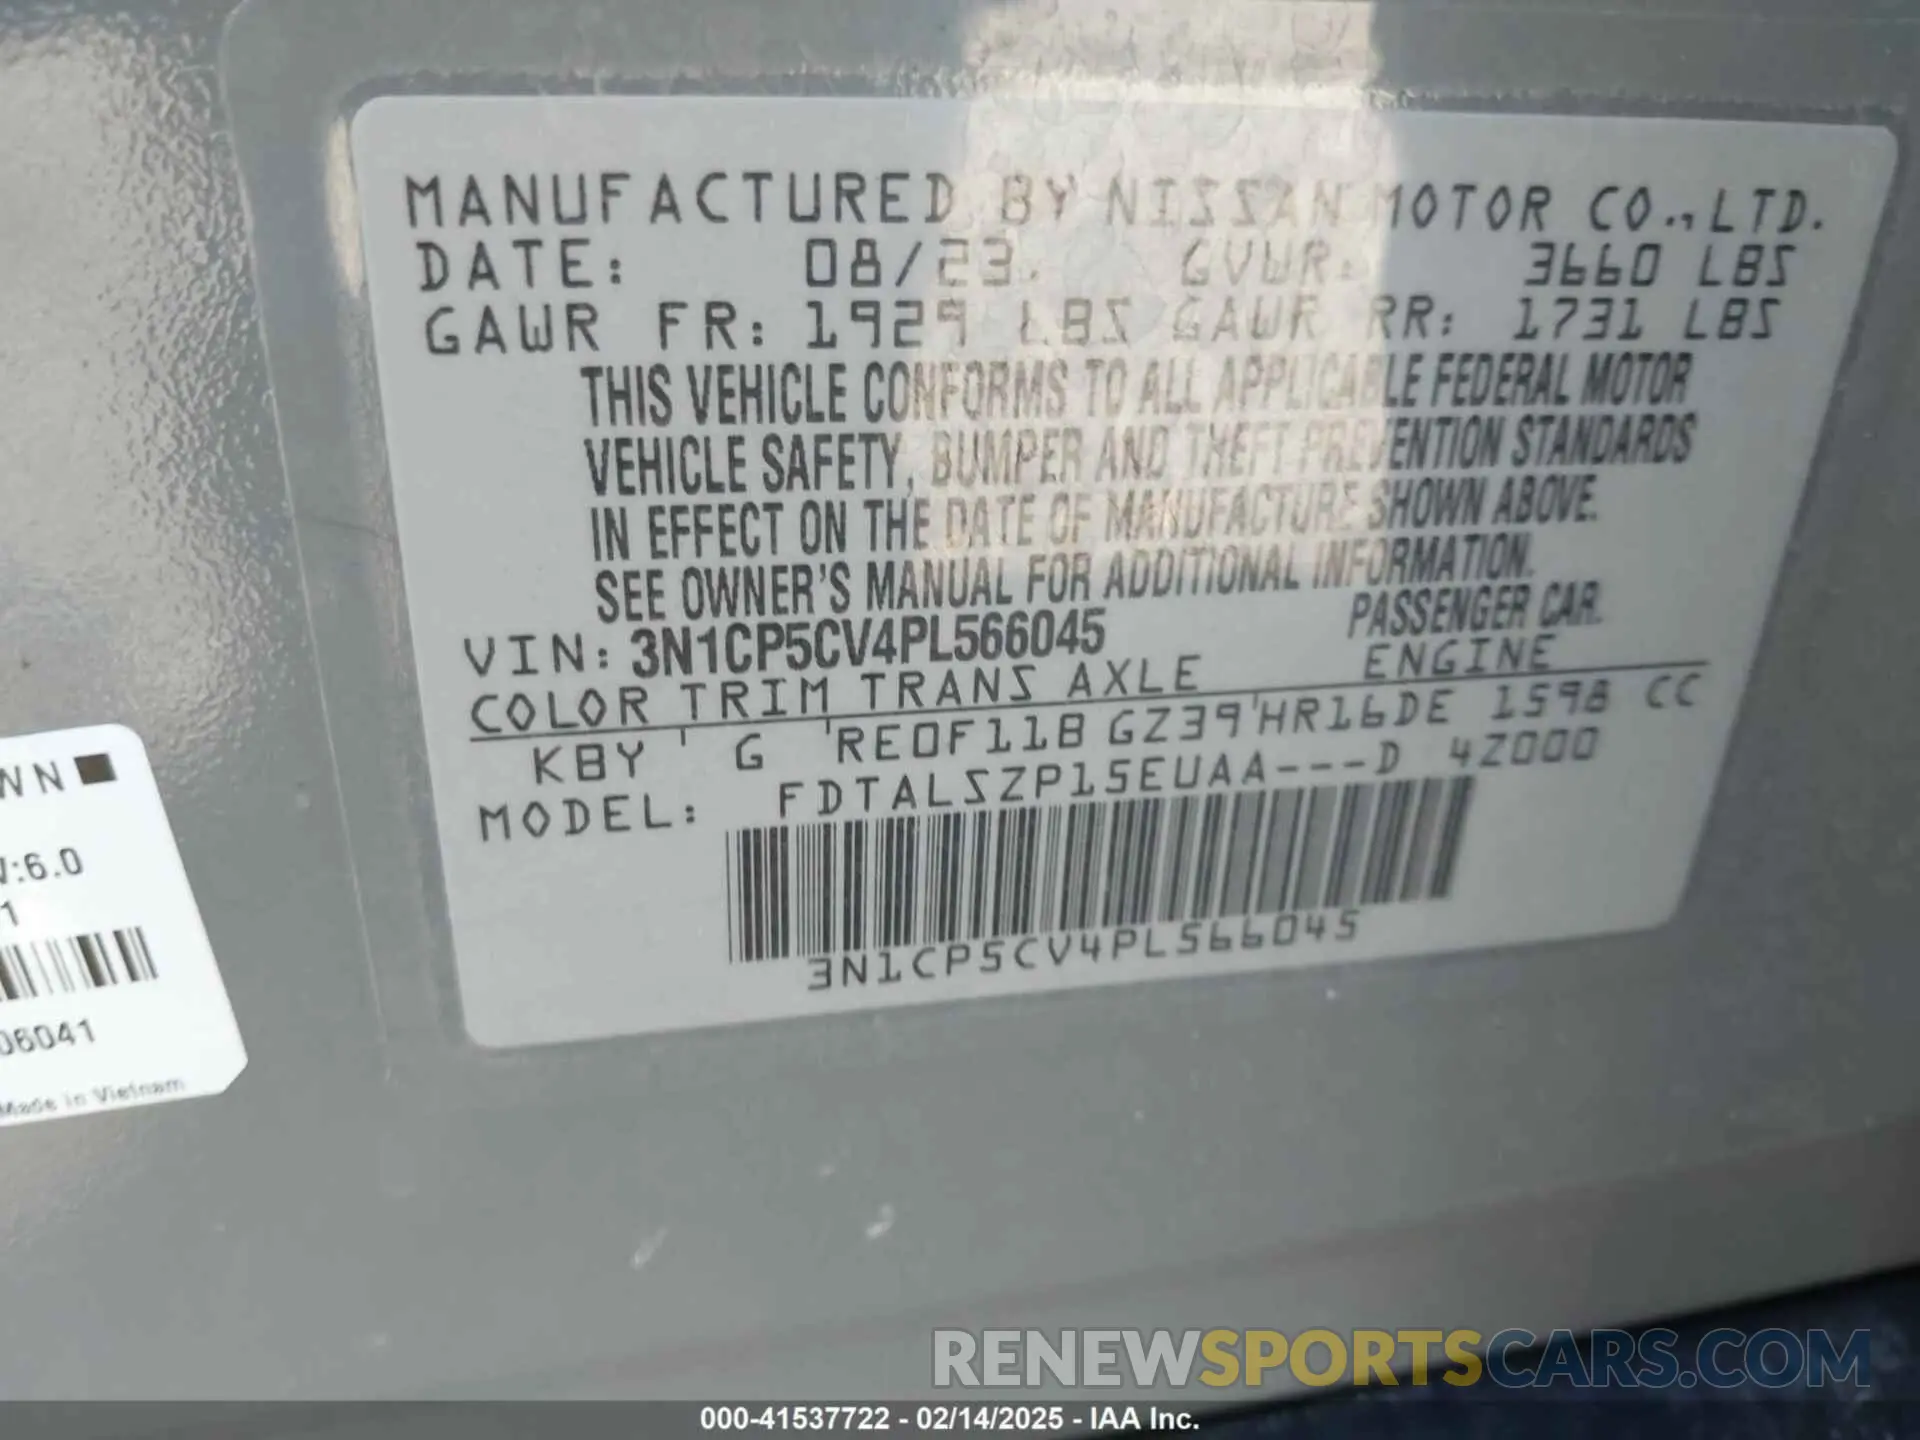 MANUFACTURED BY NISSAN MOTOR CO., LTD.
DATE: 08/23 GVWR: 3660 LBS
GAWR FR: 1929 LBS GAWR RR: 1731 LBS
THIS VEHICLE CONFORMS TO ALL APPLICABLE FEDERAL MOTOR
VEHICLE SAFETY, BUMPER AND THEFT PREVENTION STANDARDS
IN EFFECT ON THE DATE OF MANUFACTURE SHOWN ABOVE.
SEE OWNER'S MANUAL FOR ADDITIONAL INFORMATION.
VIN: 3N1CP5CV4PL566045 PASSENGER CAR.
COLOR TRIM TRANS AXLE ENGINE
KBY ' G 'RE0F11B GZ39'HR16DE 1598 CC
MODEL: FDTALSZP15EUAA---D 4Z000
3N1CP5CV4PL566045
WN
V:6.0
1
06041
Made in Vietnam
RENEWSPORTSCARS.COM
000-41537722 - 02/14/2025 - IAA Inc.